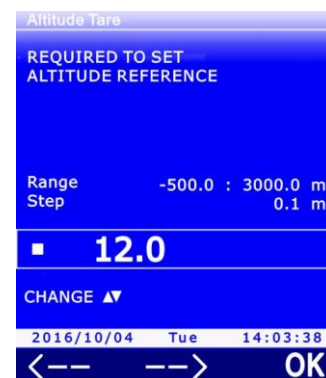 Altitude Tare
REQUIRED TO SET
ALTITUDE REFERENCE
Range -500.0 : 3000.0 m
Step 0.1 m
■ 12.0
CHANGE ▲▼
2016/10/04 Tue 14:03:38
<-- --> OK